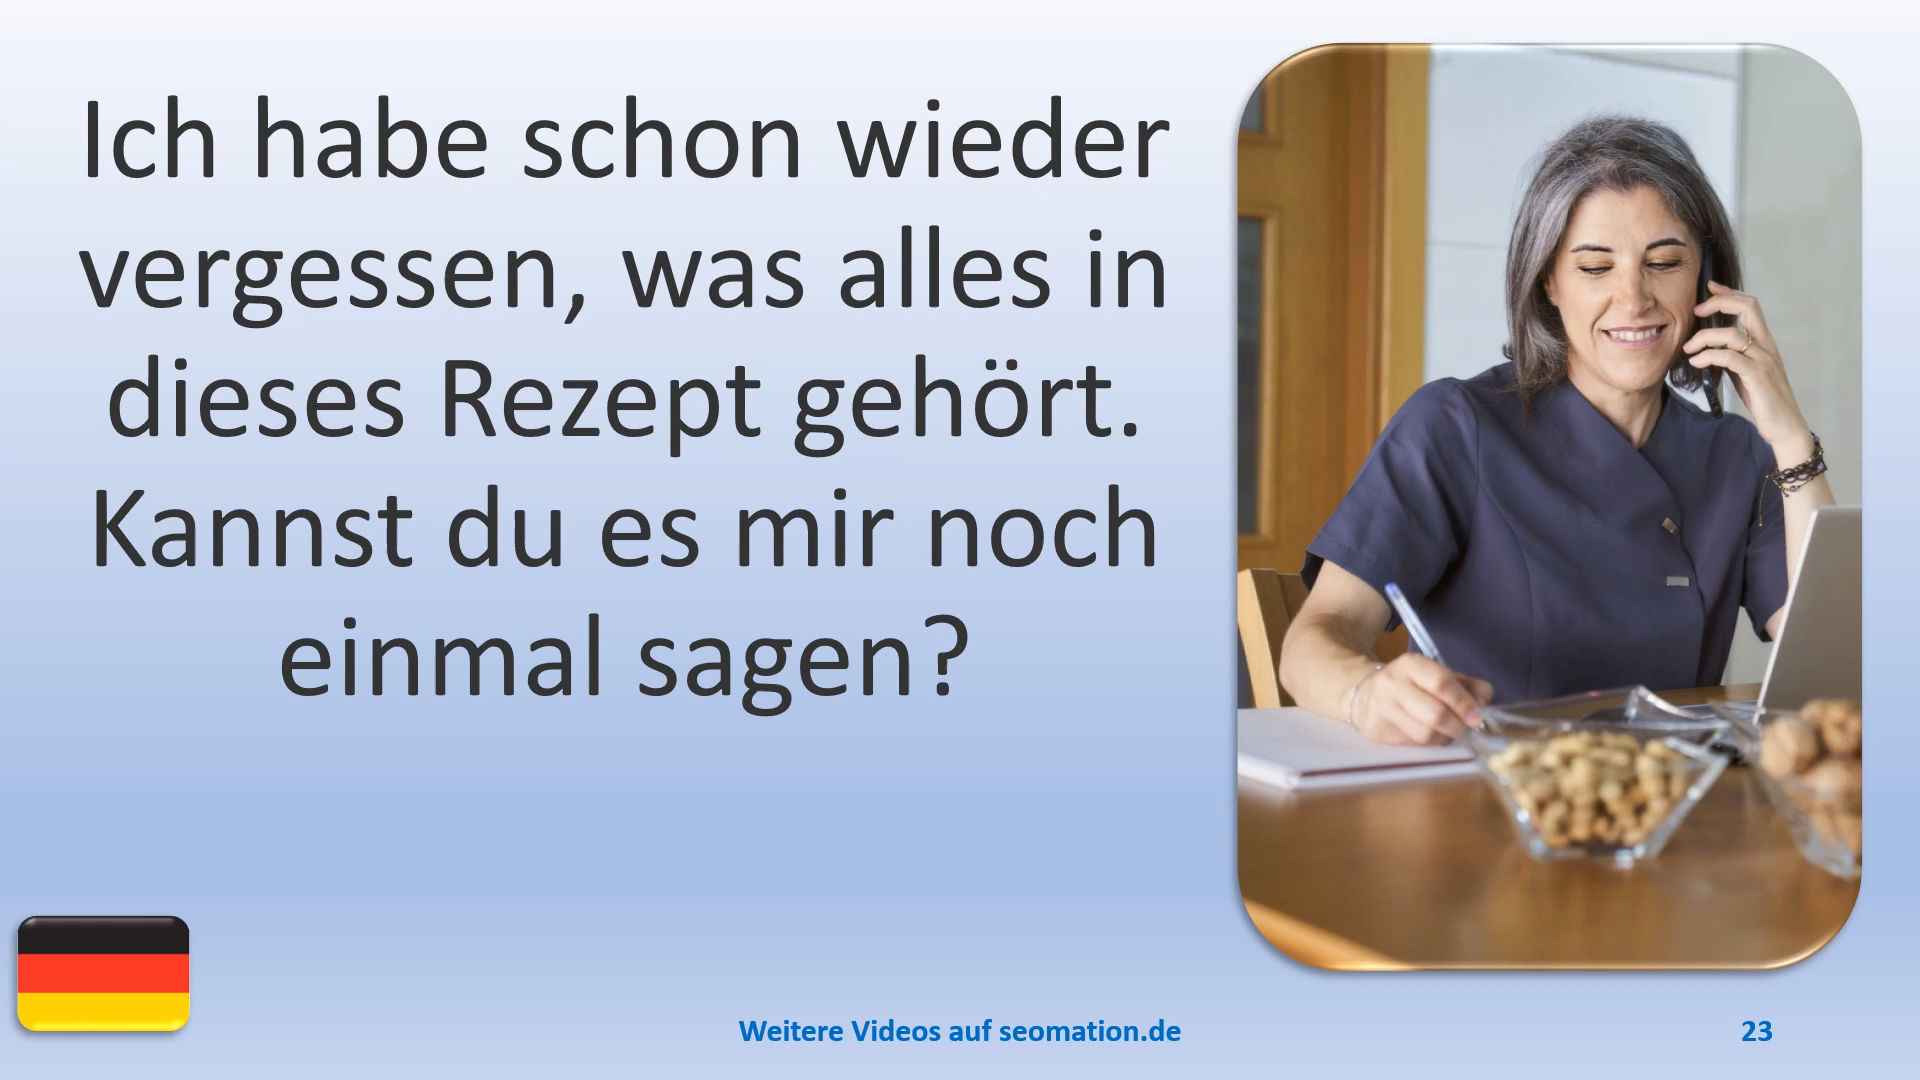 Ich habe schon wieder
vergessen, was alles in
dieses Rezept gehört.
Kannst du es mir noch
einmal sagen?
Weitere Videos auf seomation.de
23